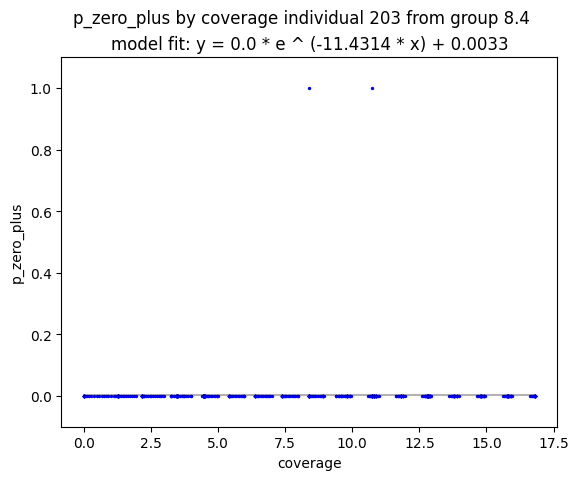 p_zero_plus by coverage individual 203 from group 8.4
model fit: y = 0.0 * e ^ (-11.4314 * x) + 0.0033
1.0
0.8
0.6
0.4
0.2
0.0
p_zero_plus
0.0 2.5 5.0 7.5 10.0 12.5 15.0 17.5
coverage